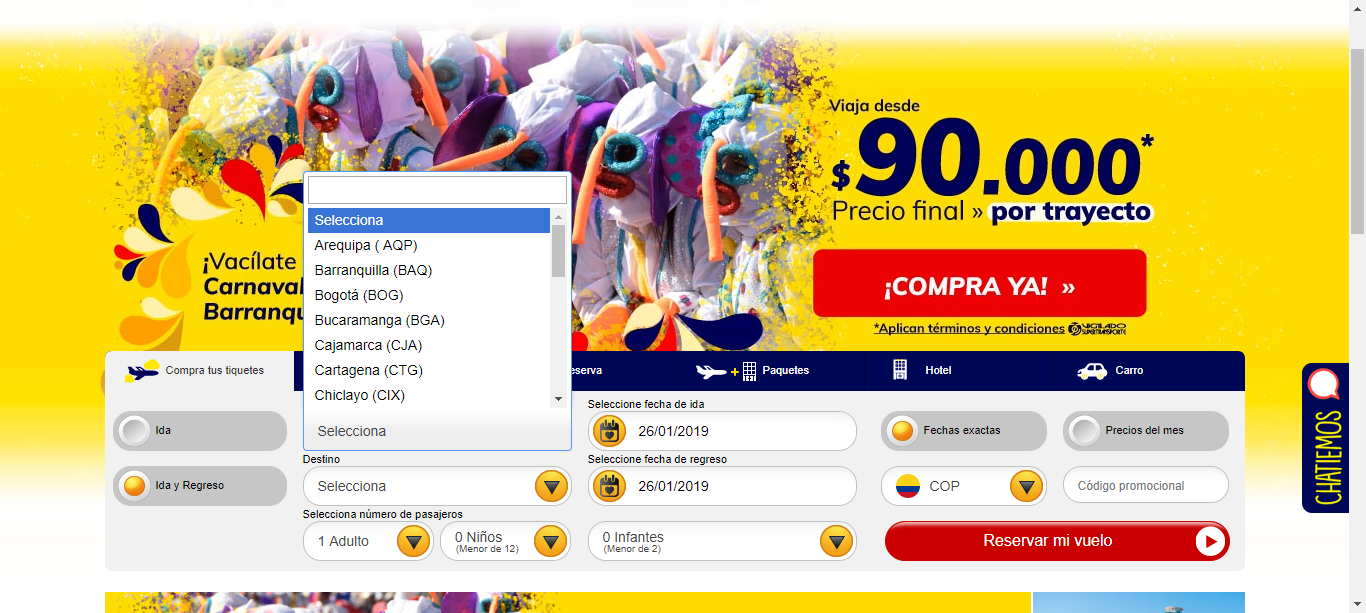 Viaja desde
$90.000*
Precio final » por trayecto
¡COMPRA YA! »
*Aplican términos y condiciones
VIGILADO
SUPERTRANSPORTE
¡Vacílate
Selecciona
Arequipa ( AQP)
Barranquilla (BAQ)
Bogotá (BOG)
Bucaramanga (BGA)
Cajamarca (CJA)
Cartagena (CTG)
Chiclayo (CIX)
Selecciona
Compra tus tiquetes
Paquetes
Hotel
Carro
Ida
Ida y Regreso
Destino
Selecciona
Selecciona número de pasajeros
1 Adulto
0 Niños
(Menor de 12)
Seleccione fecha de ida
26/01/2019
Seleccione fecha de regreso
26/01/2019
0 Infantes
(Menor de 2)
Fechas exactas
Precios del mes
COP
Código promocional
Reservar mi vuelo
CHATIEMOS